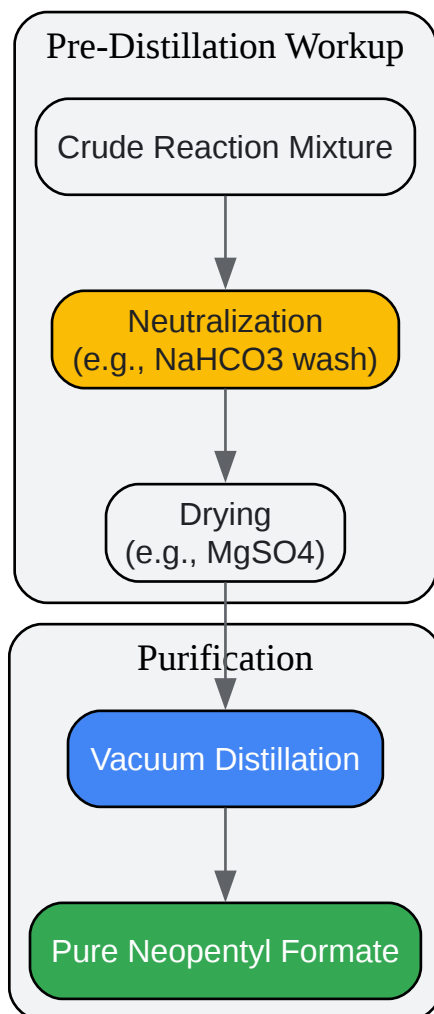 Pre-Distillation Workup
Crude Reaction Mixture
Neutralization
(e.g., NaHCO3 wash)
Drying
(e.g., MgSO4)
Purification
Vacuum Distillation
Pure Neopentyl Formate